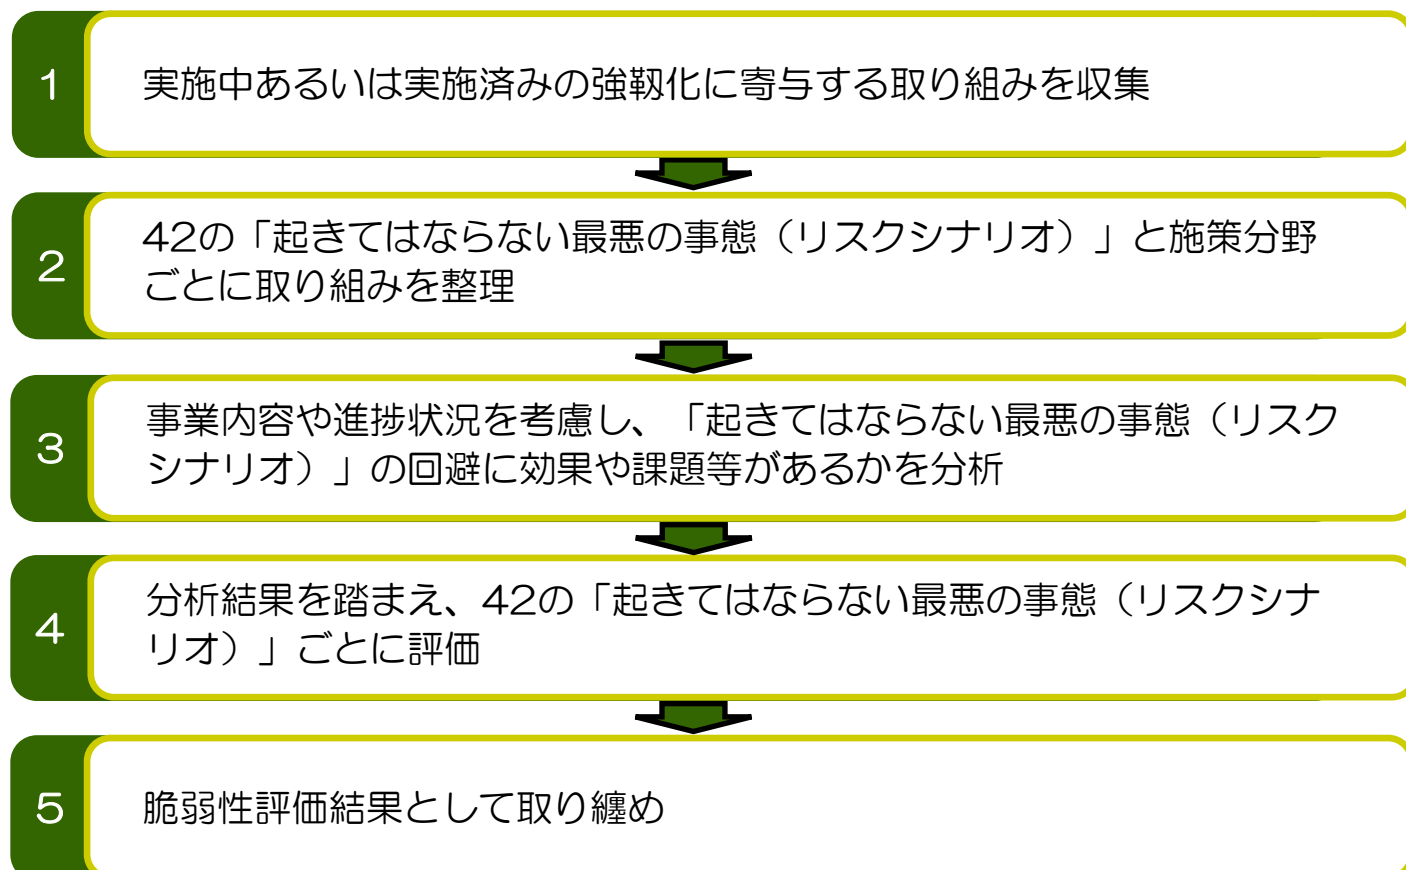 1
実施中あるいは実施済みの強靱化に寄与する取り組みを収集
2
42の「起きてはならない最悪の事態（リスクシナリオ）」と施策分野
ごとに取り組みを整理
3
事業内容や進捗状況を考慮し、「起きてはならない最悪の事態（リスク
シナリオ）」の回避に効果や課題等があるかを分析
4
分析結果を踏まえ、42の「起きてはならない最悪の事態（リスクシナ
リオ）」ごとに評価
5
脆弱性評価結果として取り纏め